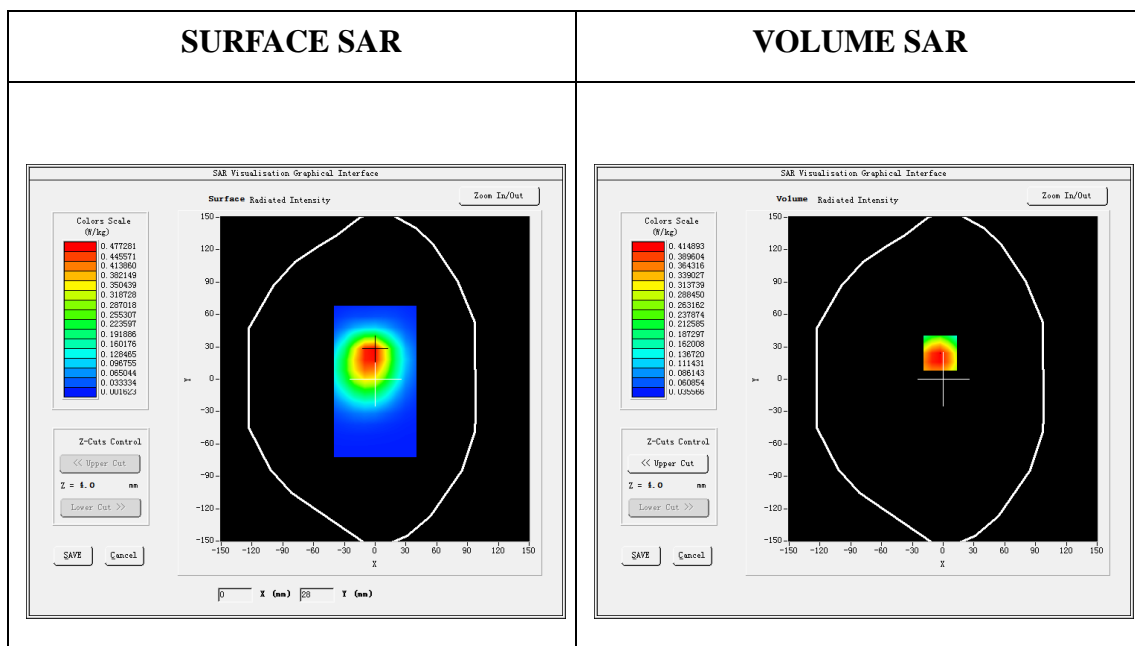 SURFACE SAR
VOLUME SAR
SAR Visualisation Graphical Interface
Surface Radiated Intensity
Zoom In/Out
Colors Scale
(W/kg)
0.477281
0.445571
0.413860
0.382149
0.350439
0.318728
0.287018
0.255307
0.223597
0.191886
0.160176
0.128465
0.096755
0.065044
0.033334
0.001623
150
120
90
60
30
0
-30
-60
-90
-120
-150
Y
-150 -120 -90 -60 -30 0 30 60 90 120 150
X
Z-Cuts Control
<< Upper Cut
Z = 4.0 mm
Lower Cut >>
SAVE Cancel
0 X (mm) 28 Y (mm)
SAR Visualisation Graphical Interface
Volume Radiated Intensity
Zoom In/Out
Colors Scale
(W/kg)
0.414893
0.389604
0.364316
0.339027
0.313739
0.288450
0.263162
0.237874
0.212585
0.187297
0.162008
0.136720
0.111431
0.086143
0.060854
0.035566
150
120
90
60
30
0
-30
-60
-90
-120
-150
Y
-150 -120 -90 -60 -30 0 30 60 90 120 150
X
Z-Cuts Control
<< Upper Cut
Z = 4.0 mm
Lower Cut >>
SAVE Cancel